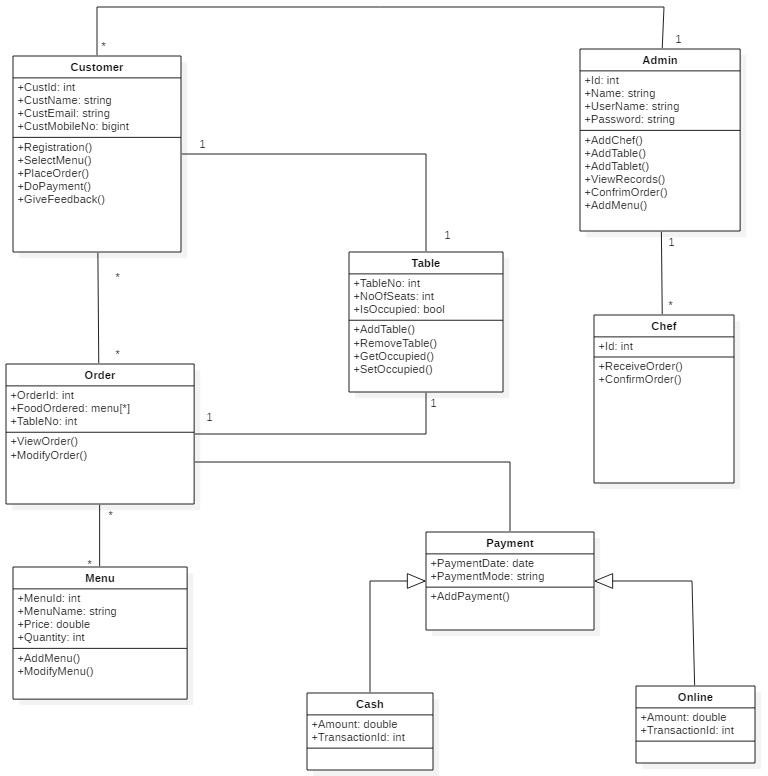 *
1
Customer
+CustId: int
+CustName: string
+CustEmail: string
+CustMobileNo: bigint
+Registration()
+SelectMenu()
+PlaceOrder()
+DoPayment()
+GiveFeedback()
Admin
+Id: int
+Name: string
+UserName: string
+Password: string
+AddChef()
+AddTable()
+AddTablet()
+ViewRecords()
+ConfrimOrder()
+AddMenu()
1
1
1
*
*
*
Table
+TableNo: int
+NoOfSeats: int
+IsOccupied: bool
+AddTable()
+RemoveTable()
+GetOccupied()
+SetOccupied()
Chef
+Id: int
+ReceiveOrder()
+ConfirmOrder()
Order
+OrderId: int
+FoodOrdered: menu[*]
+TableNo: int
+ViewOrder()
+ModifyOrder()
1
1
*
*
Menu
+MenuId: int
+MenuName: string
+Price: double
+Quantity: int
+AddMenu()
+ModifyMenu()
Payment
+PaymentDate: date
+PaymentMode: string
+AddPayment()
Cash
+Amount: double
+TransactionId: int
Online
+Amount: double
+TransactionId: int